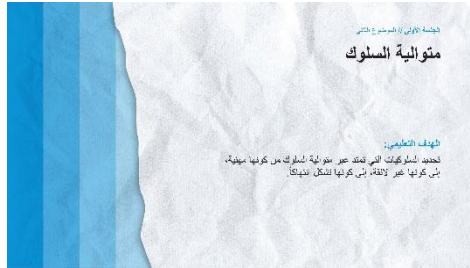 الجلسة الأولى // الموضوع الثاني
متوالية السلوك
الهدف التعليمي:
تحديد السلوكيات التي تمتد عبر متوالية السلوك من كونها مهنية،
إلى كونها غير لائقة، إلى كونها تشكل انتهاكاً.